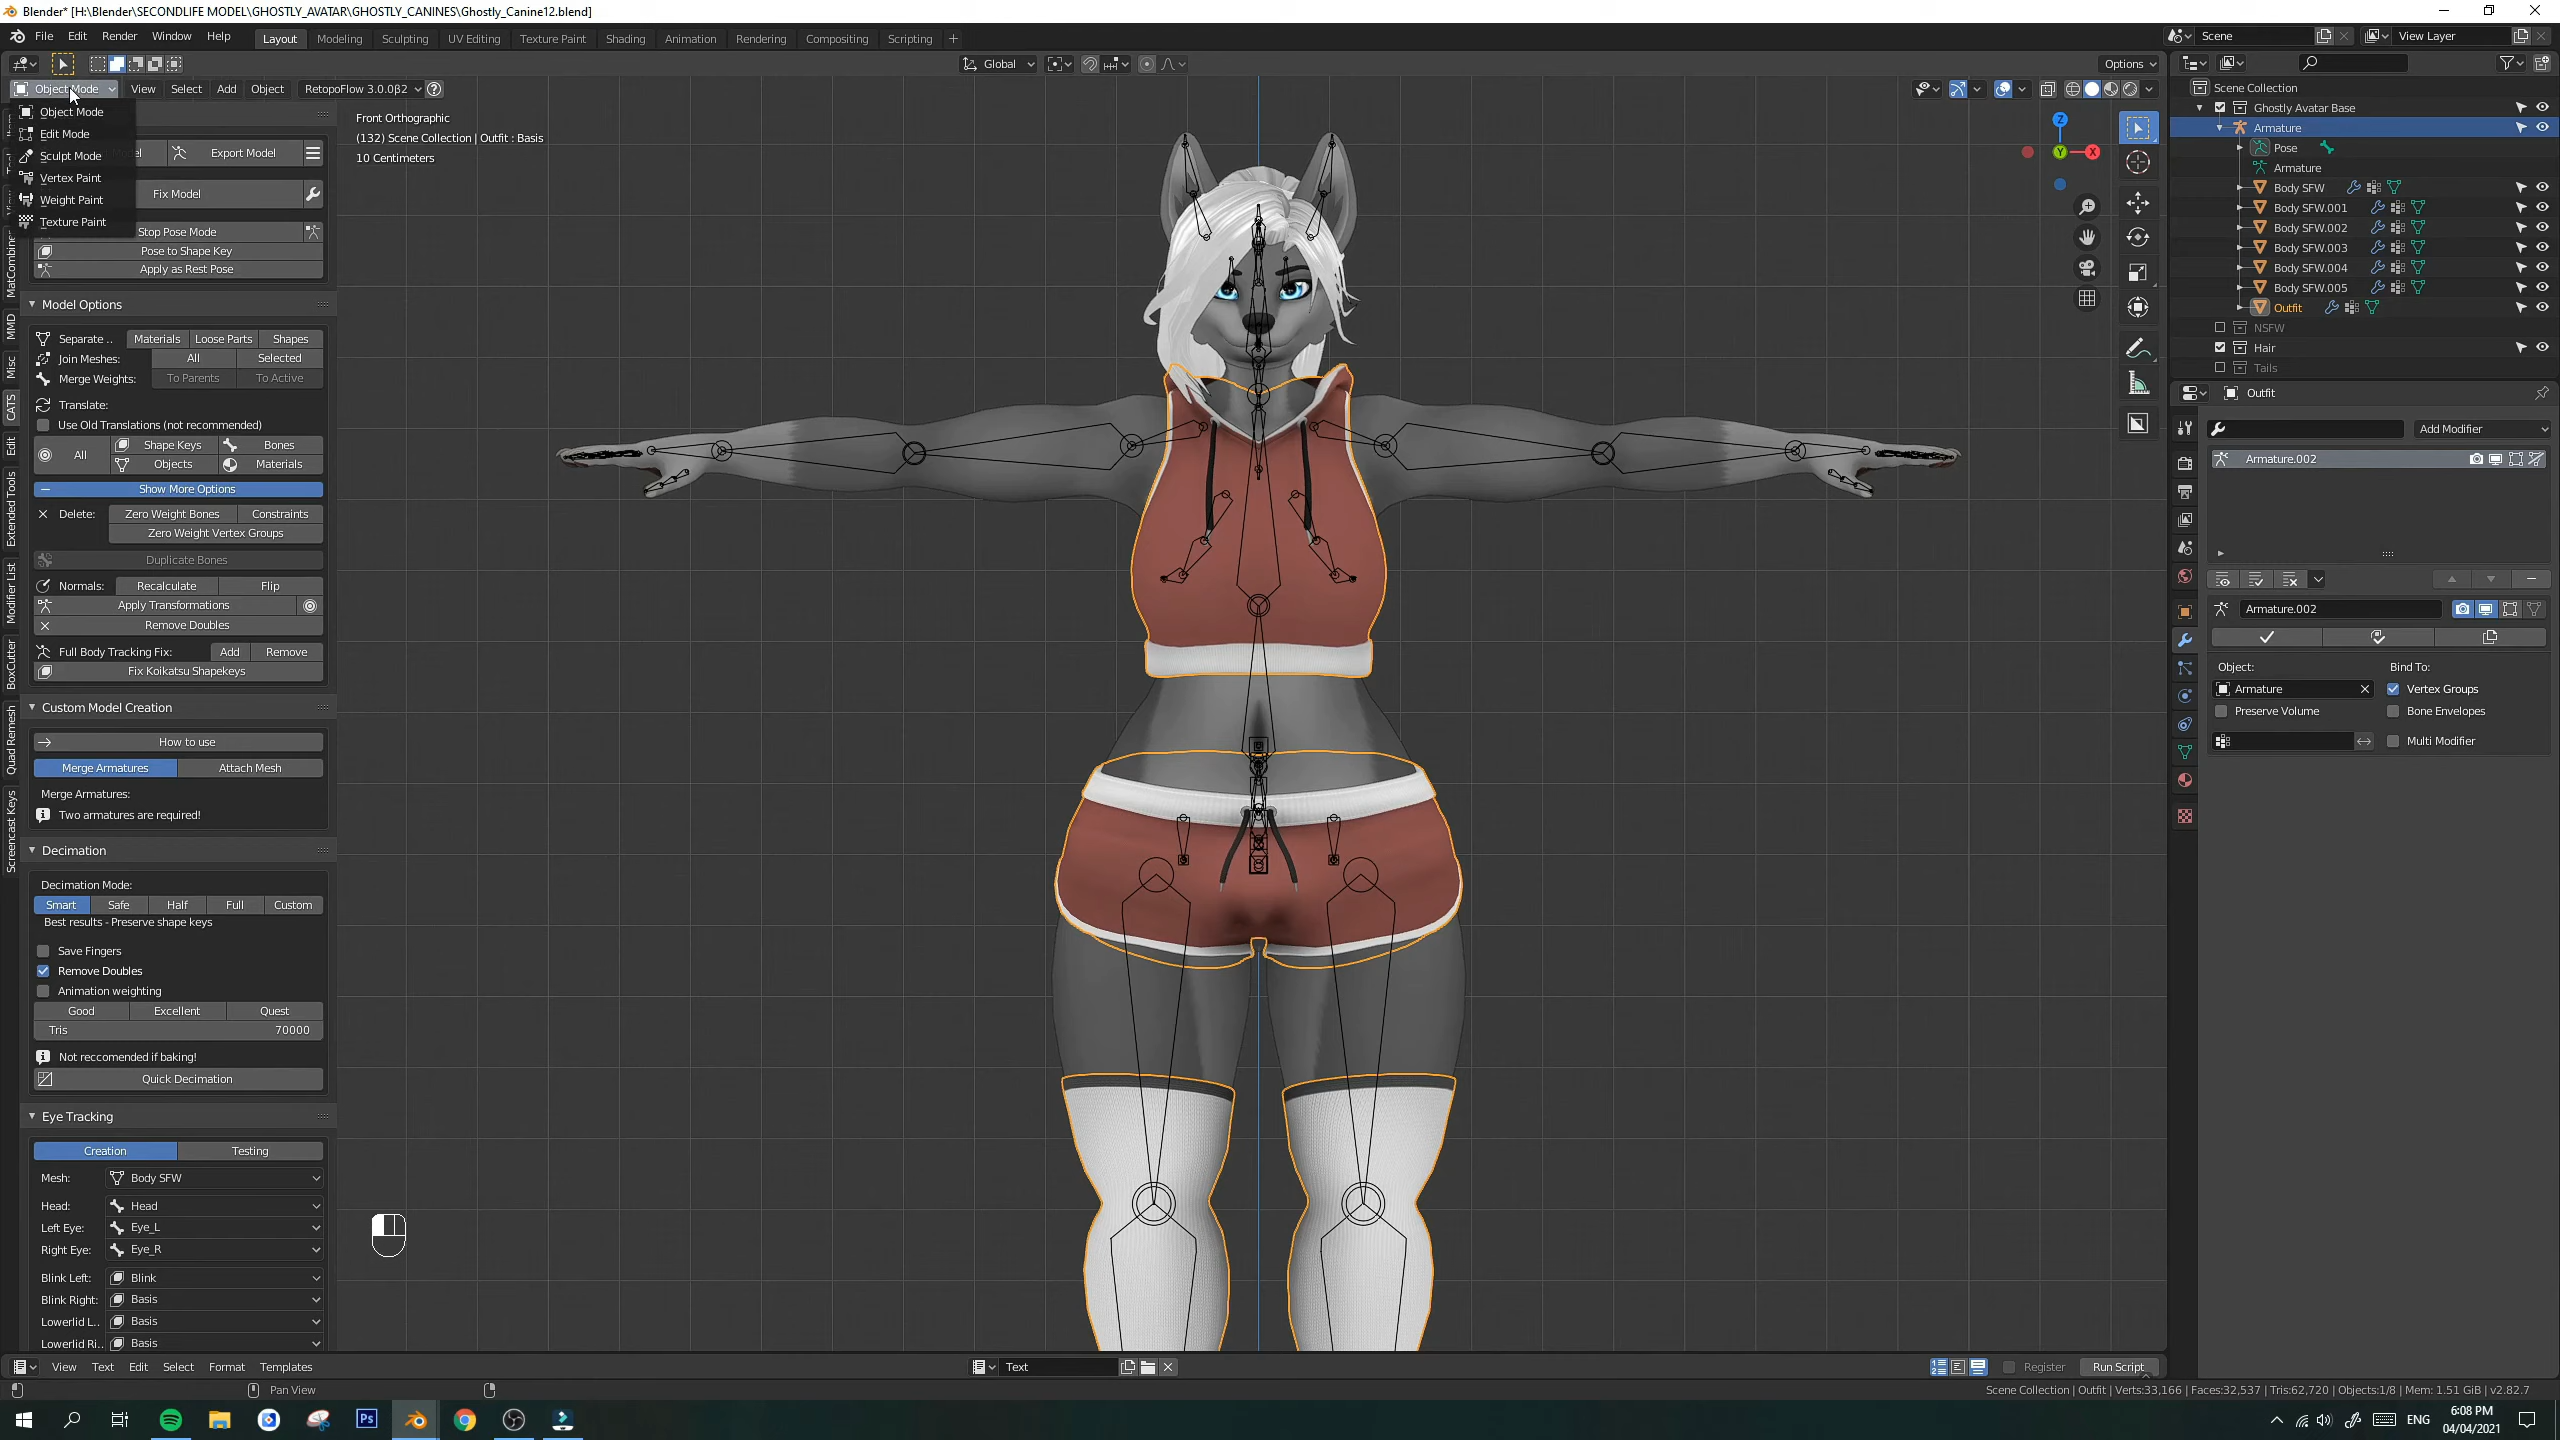 Blender* [H:\Blender\SECONDLIFE MODEL\GHOSTLY_AVATAR\GHOSTLY_CANINES\Ghostly_Canine12.blend]
File Edit Render Window Help Layout Modeling Sculpting UV Editing Texture Paint Shading Animation Rendering Compositing Scripting + Scene View Layer
Global Options
Object Mode View Select Add Object RetopoFlow 3.0.0β2
Object Mode
Edit Mode
Sculpt Mode
Vertex Paint
Weight Paint
Texture Paint
Export Model
Fix Model
Stop Pose Mode
Pose to Shape Key
Apply as Rest Pose
Model Options
Separate .. Materials Loose Parts Shapes
Join Meshes: All Selected
Merge Weights: To Parents To Active
Translate:
Use Old Translations (not recommended)
All Shape Keys Bones
Objects Materials
Show More Options
Delete: Zero Weight Bones Constraints
Zero Weight Vertex Groups
Duplicate Bones
Normals: Recalculate Flip
Apply Transformations
Remove Doubles
Full Body Tracking Fix: Add Remove
Fix Koikatsu Shapekeys
Custom Model Creation
How to use
Merge Armatures Attach Mesh
Merge Armatures:
Two armatures are required!
Decimation
Decimation Mode:
Smart Safe Half Full Custom
Best results - Preserve shape keys
Save Fingers
Remove Doubles
Animation weighting
Good Excellent Quest
Tris 70000
Not reccomended if baking!
Quick Decimation
Eye Tracking
Creation Testing
Mesh: Body SFW
Head: Head
Left Eye: Eye_L
Right Eye: Eye_R
Blink Left: Blink
Blink Right: Basis
Lowerlid L.. Basis
Lowerlid Ri.. Basis
MMD
Misc
CATS
Edit
Extended Tools
Modifier List
BoxCutter
Quad Remesh
Screencast Keys
Front Orthographic
(132) Scene Collection | Outfit : Basis
10 Centimeters
Z
Y
X
Scene Collection
Ghostly Avatar Base
Armature
Pose
Armature
Body SFW
Body SFW.001
Body SFW.002
Body SFW.003
Body SFW.004
Body SFW.005
Outfit
NSFW
Hair
Tails
Outfit
Add Modifier
Armature.002
Armature.002
Object: Bind To:
Armature Vertex Groups
Preserve Volume Bone Envelopes
Multi Modifier
View Text Edit Select Format Templates Text Register Run Script
Pan View
Scene Collection | Outfit | Verts:33,166 | Faces:32,537 | Tris:62,720 | Objects:1/8 | Mem: 1.51 GiB | v2.82.7
Ps
ENG
6:08 PM
04/04/2021